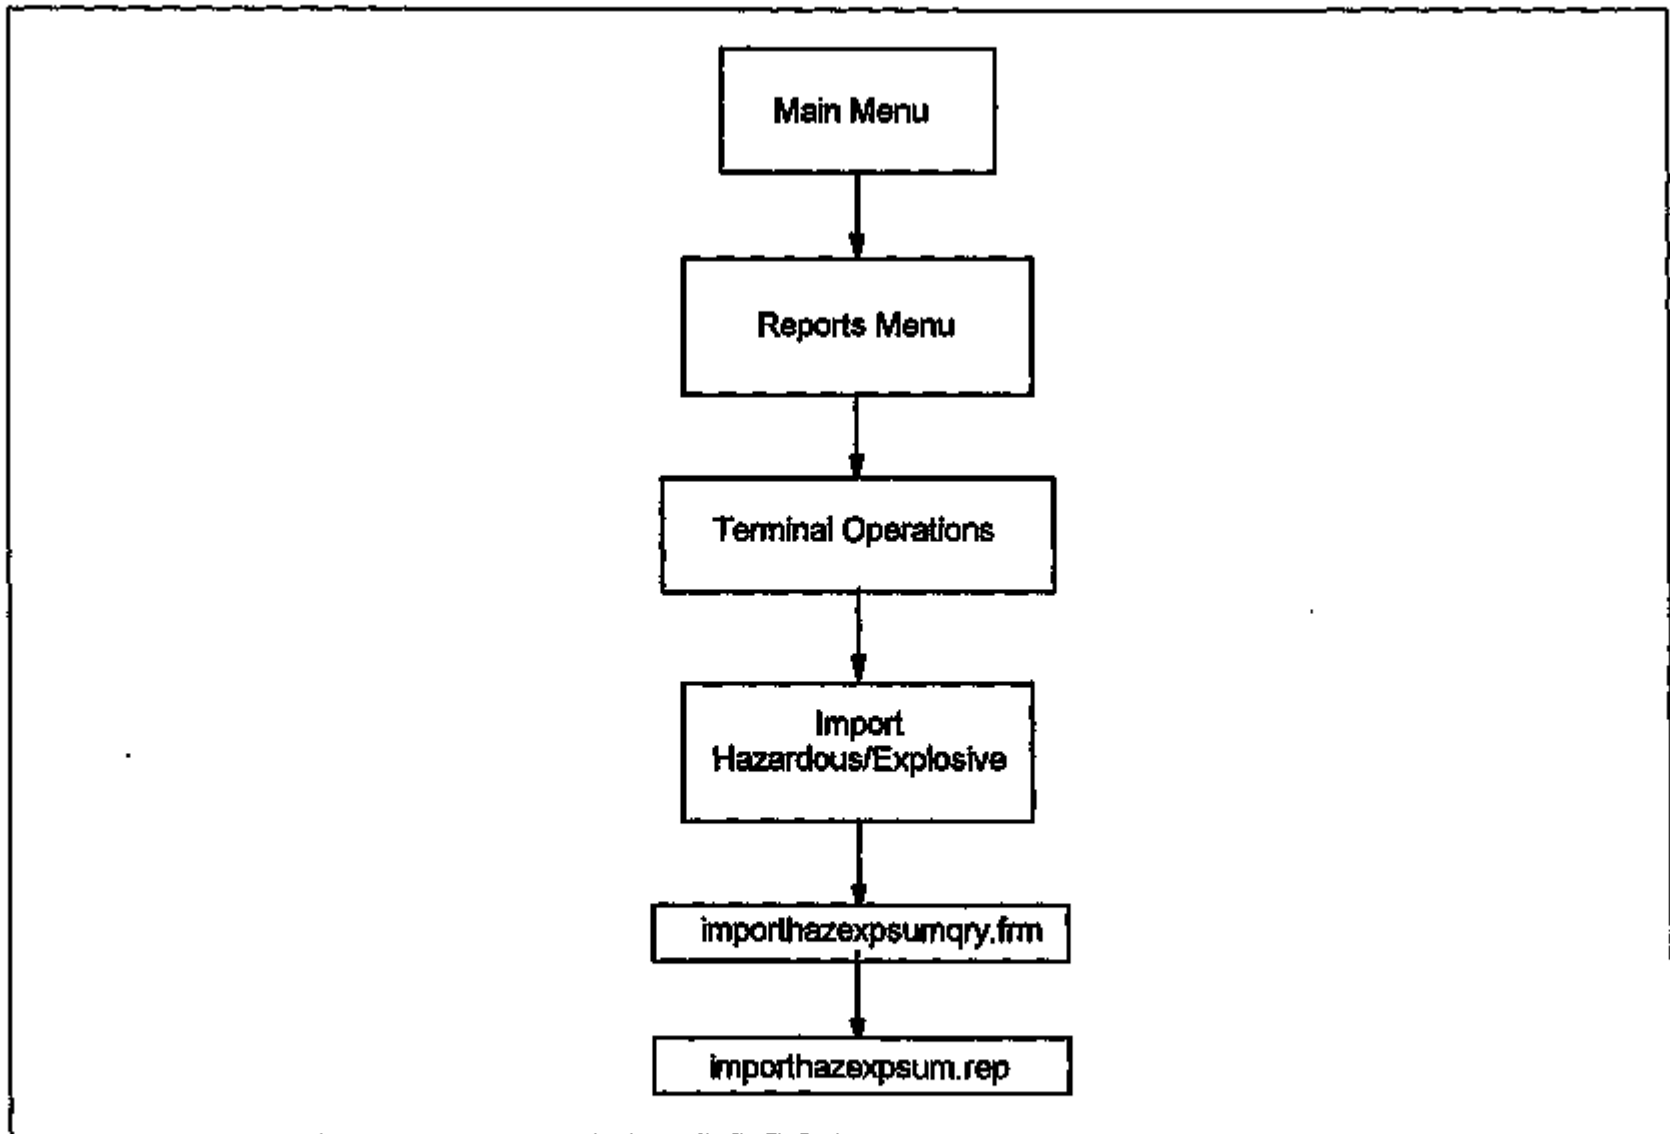 Main Menu
Reports Menu
Terminal Operations
Import
Hazardous/Explosive
importhazexpsumqry.frm
importhazexpsum.rep